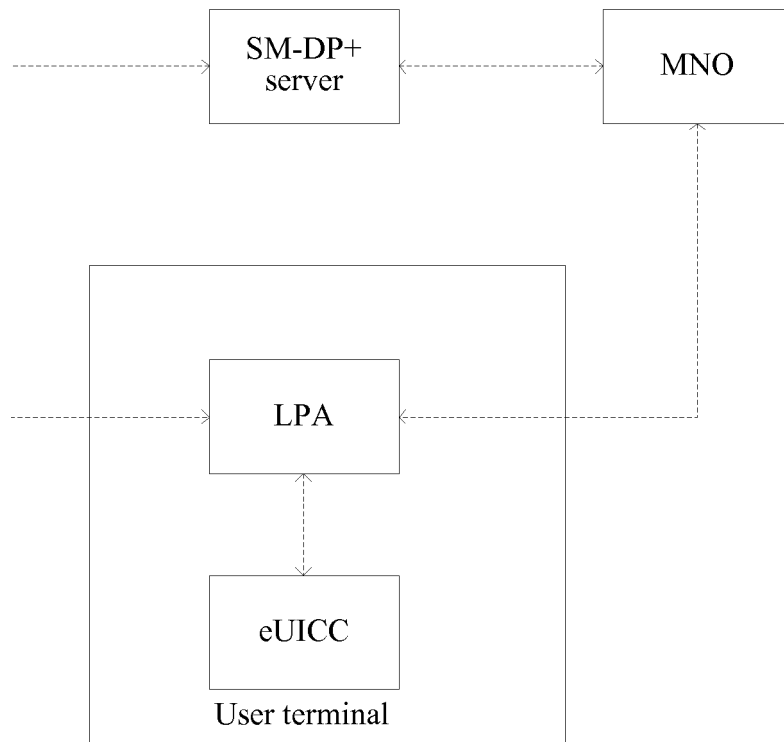 SM-DP+
server
MNO
LPA
eUICC
User terminal